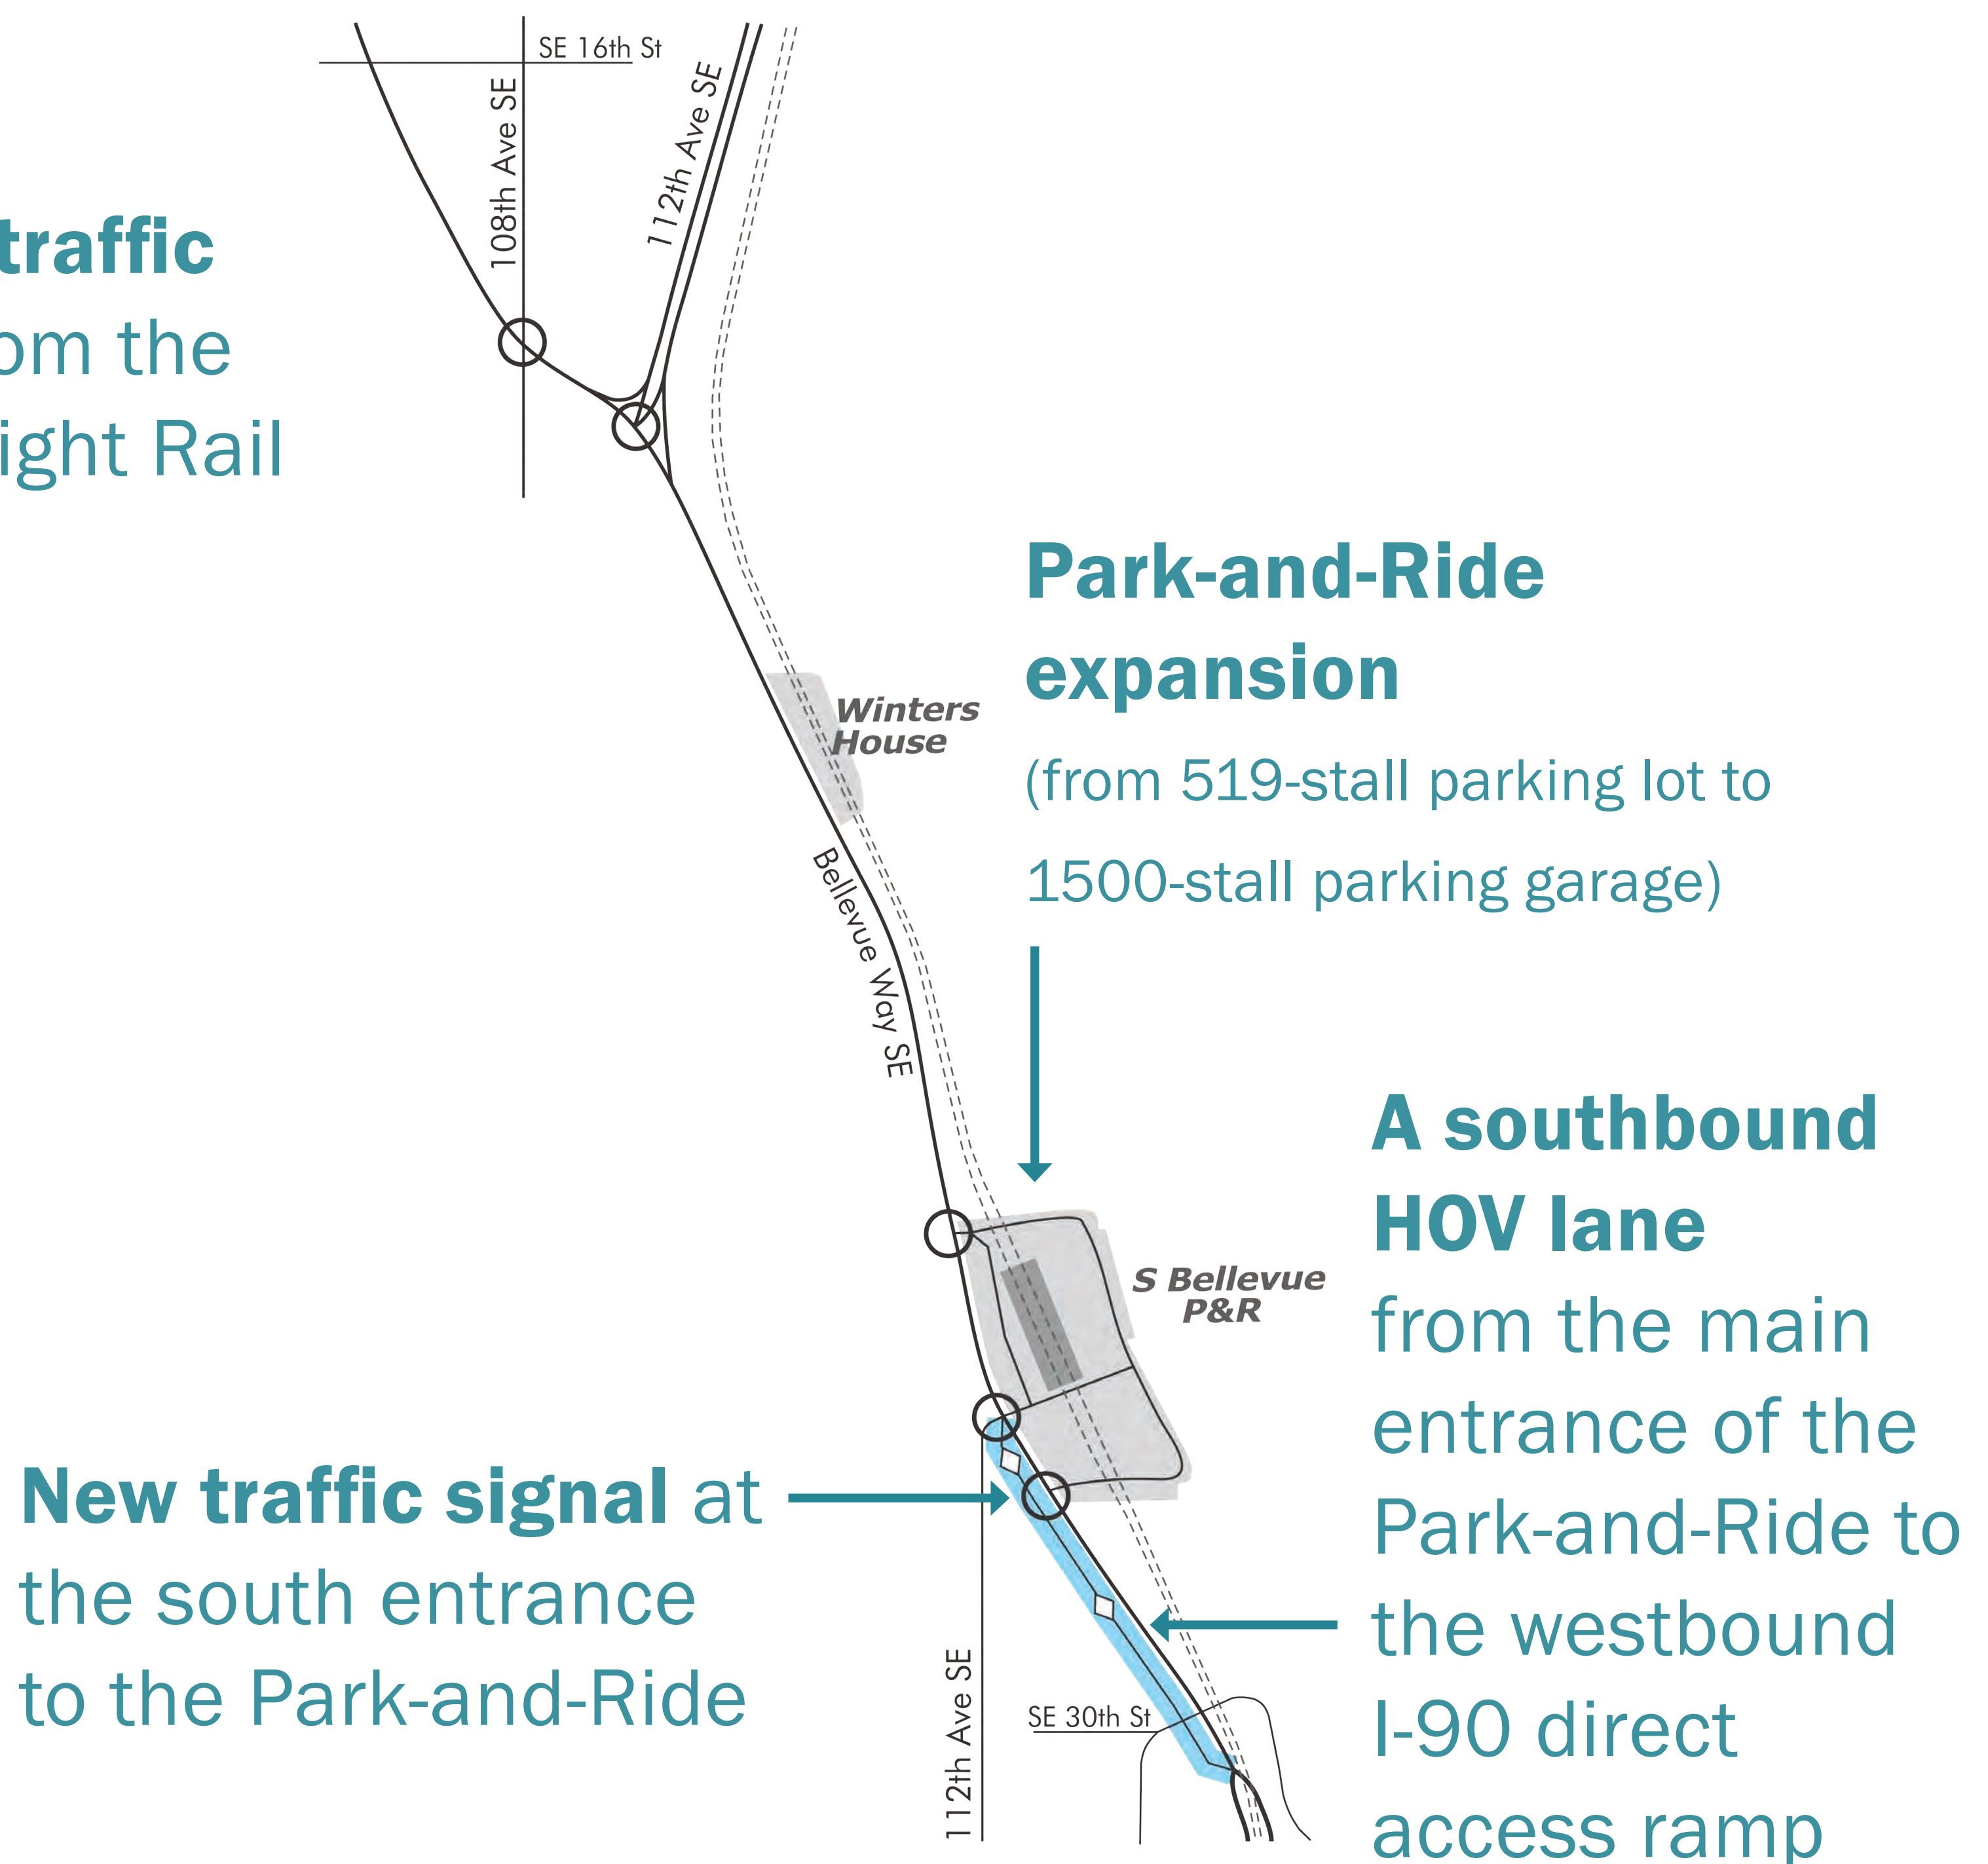 SE 16th St
108th Ave SE
112th Ave SE
traffic
om the
ight Rail
Park-and-Ride
expansion
(from 519-stall parking lot to
1500-stall parking garage)
Winters
House
Bellevue Way SE
A southbound
HOV lane
from the main
entrance of the
Park-and-Ride to
the westbound
I-90 direct
access ramp
S Bellevue
P&R
New traffic signal at
the south entrance
to the Park-and-Ride
112th Ave SE
SE 30th St